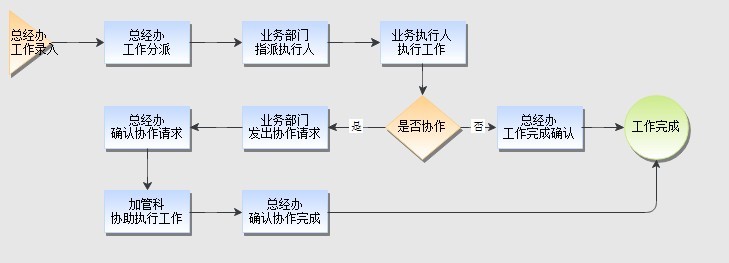 总经办
工作录入
总经办
工作分派
业务部门
指派执行人
业务执行人
执行工作
总经办
确认协作请求
业务部门
发出协作请求
是
是否协作
否
总经办
工作完成确认
工作完成
加管科
协助执行工作
总经办
确认协作完成